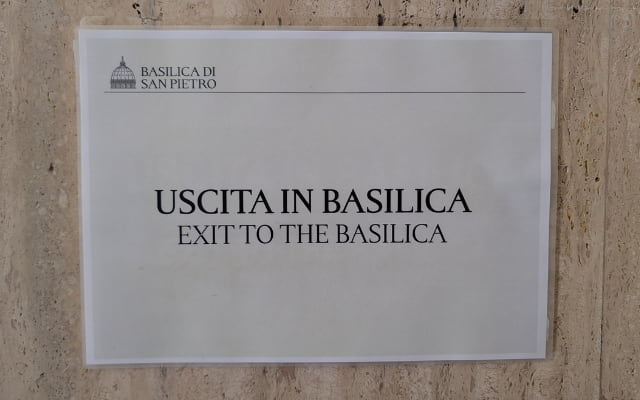 BASILICA DI
SAN PIETRO
USCITA IN BASILICA
EXIT TO THE BASILICA